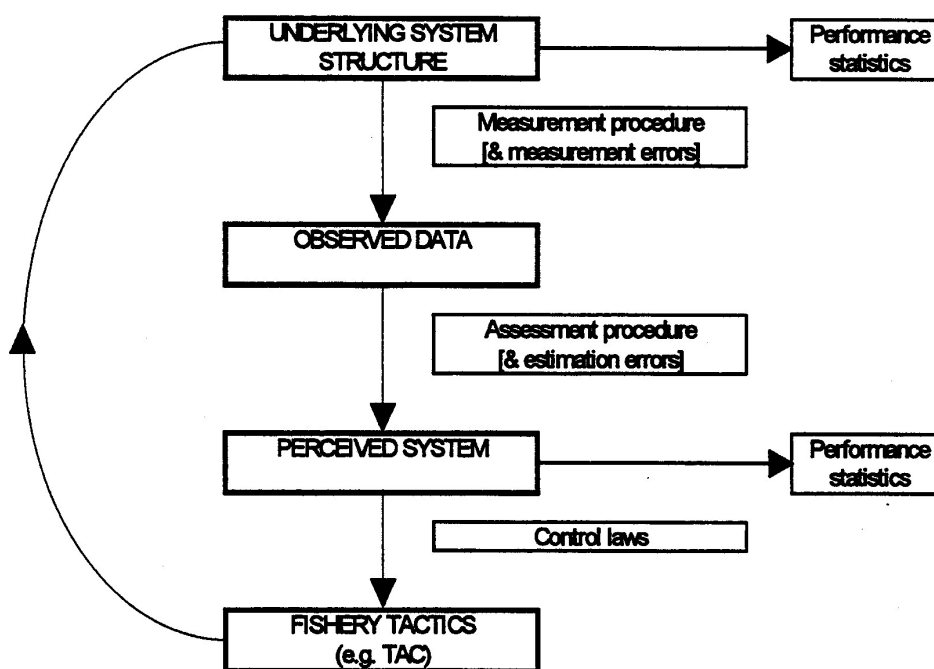 UNDERLYING SYSTEM
STRUCTURE
Performance
statistics
Measurement procedure
[& measurement errors]
OBSERVED DATA
Assessment procedure
[& estimation errors]
PERCEIVED SYSTEM
Performance
statistics
Control laws
FISHERY TACTICS
(e.g. TAC)